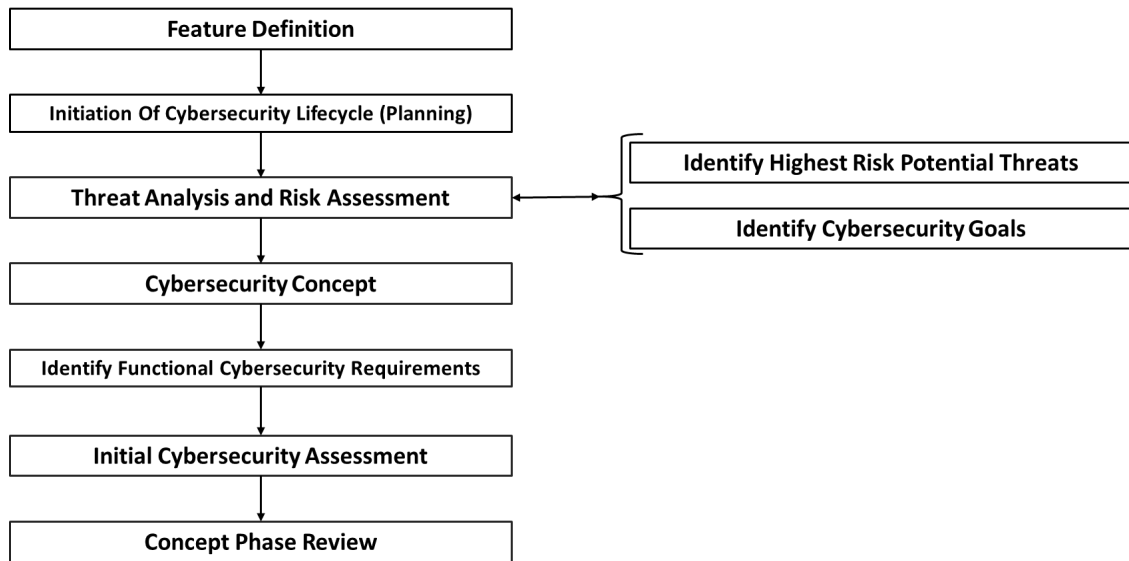 Feature Definition
Initiation Of Cybersecurity Lifecycle (Planning)
Threat Analysis and Risk Assessment
Identify Highest Risk Potential Threats
Identify Cybersecurity Goals
Cybersecurity Concept
Identify Functional Cybersecurity Requirements
Initial Cybersecurity Assessment
Concept Phase Review